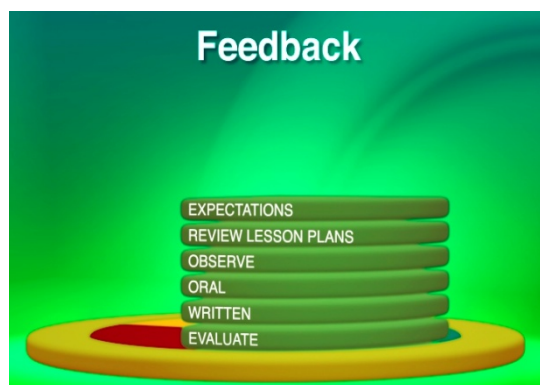 Feedback
EXPECTATIONS
REVIEW LESSON PLANS
OBSERVE
ORAL
WRITTEN
EVALUATE